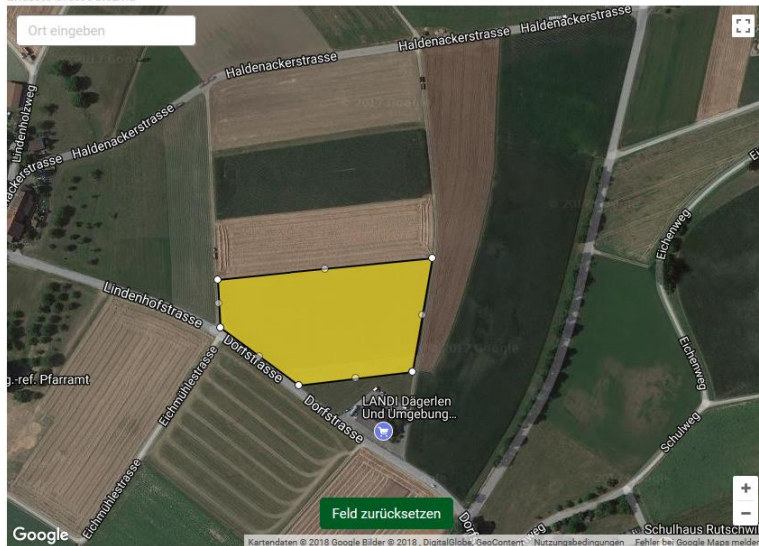 Ort eingeben
Haldenackerstrasse
Haldenackerstrasse
Haldenackerstrasse
Lindenholzweg
Haldenackerstrasse
Eichenweg
Lindenhofstrasse
Dorfstrasse
Eichmühlestrasse
Eichenweg
g.-ref. Pfarramt
LANDI Dägerlen
Und Umgebung...
Dorfstrasse
Schulweg
Eichmühlestrasse
Feld zurücksetzen
+
−
Schulhaus Rutschwi
Google
Kartendaten © 2018 Google Bilder © 2018 , DigitalGlobe, GeoContent
Nutzungsbedingungen
Fehler bei Google Maps melden